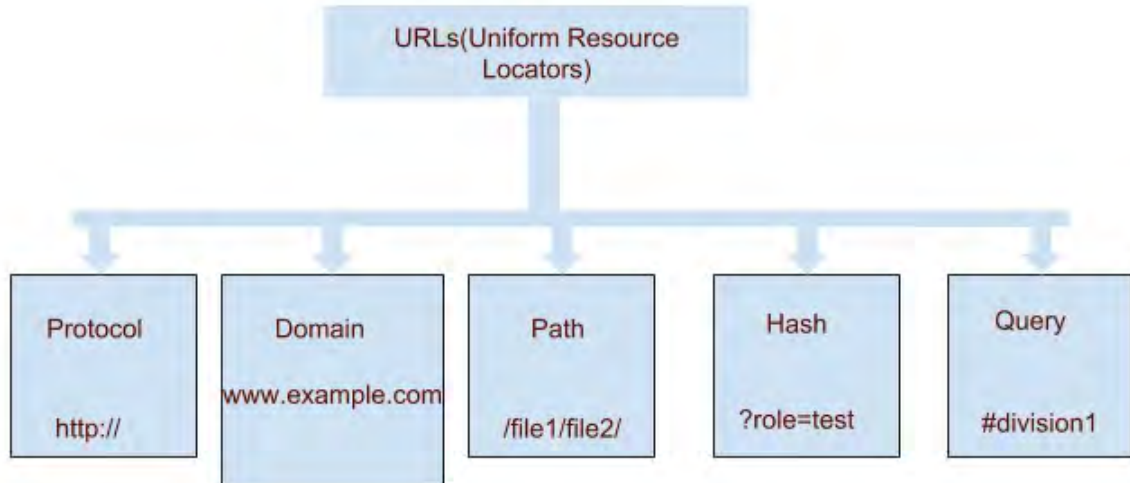 URLs(Uniform Resource
Locators)
Protocol
http://
Domain
www.example.com
Path
/file1/file2/
Hash
?role=test
Query
#division1